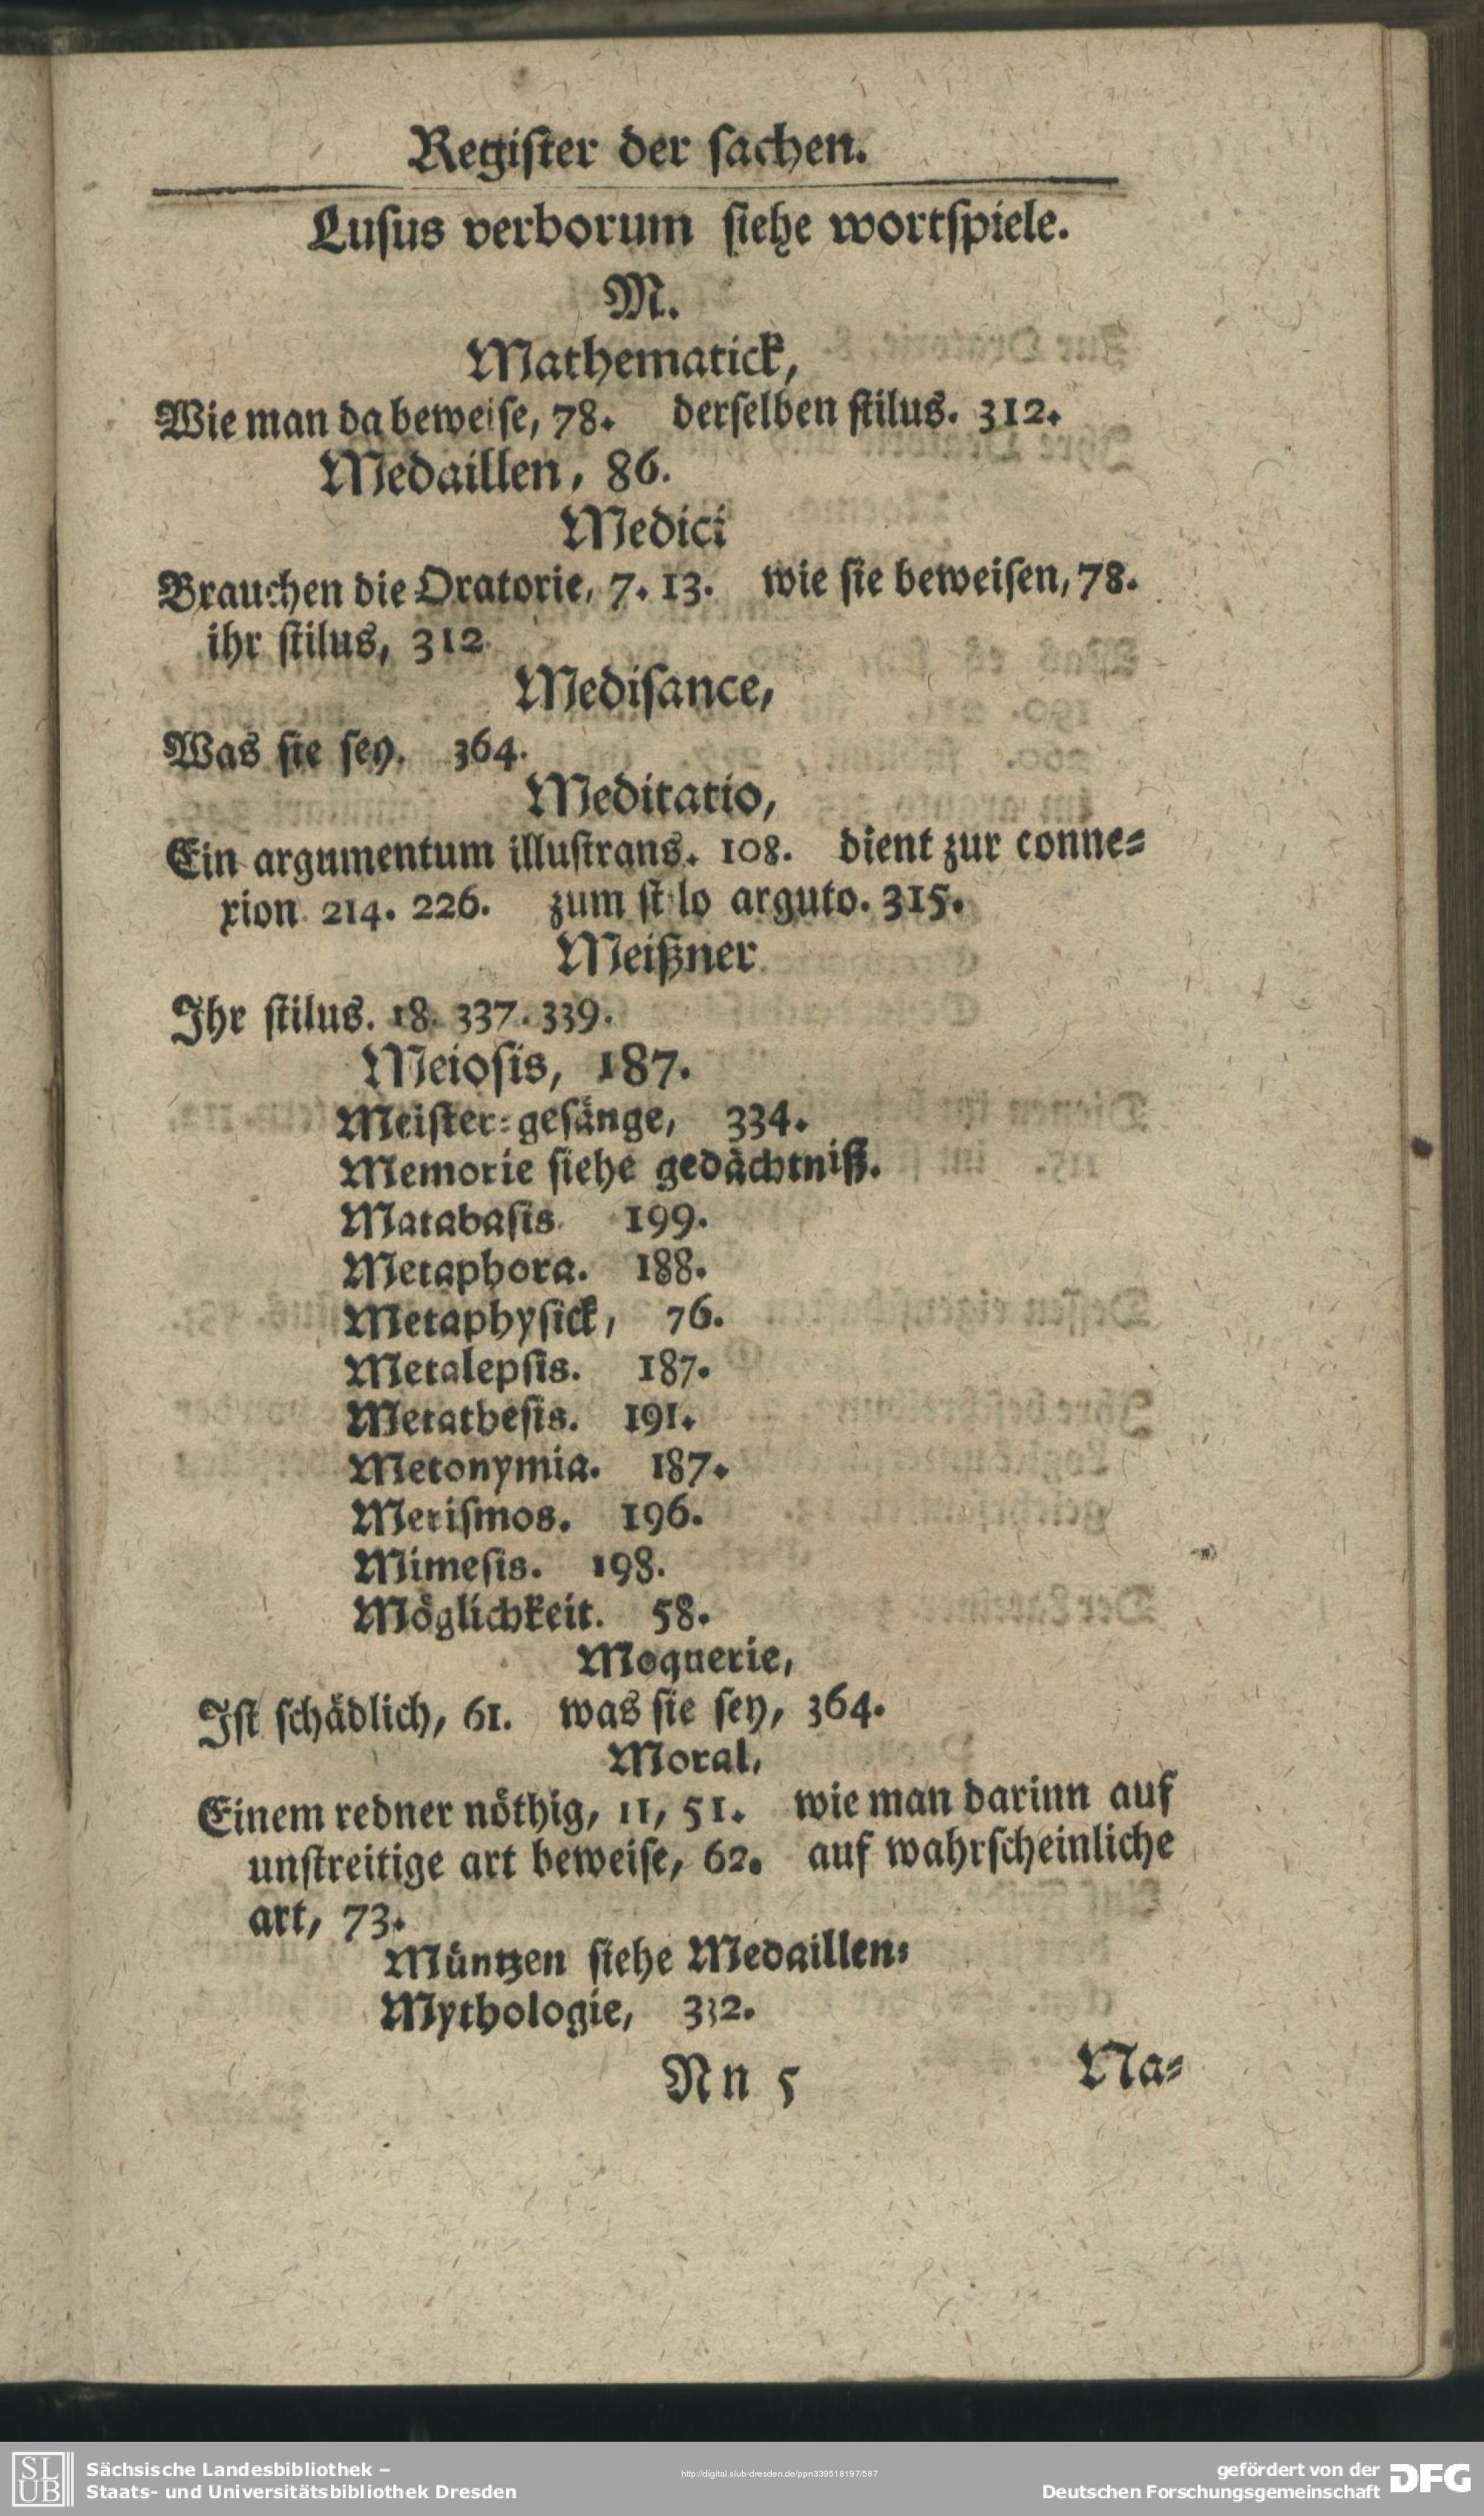 Regiſter der ſachen.
Luſus verborum ſiehe wortſpiele.
M.
Mathematick,
Wie man da beweiſe, 78. derſelben ſtilus. 312.
Medaillen, 86.
Medici
Brauchen die Oratorie, 7. 13. wie ſie beweiſen, 78.
ihr ſtilus, 312.
Mediſance,
Was ſie ſey. 364.
Meditatio,
Ein argumentum illuſtrans. 108. dient zur conne⸗
xion. 214. 226. zum ſtilo arguto. 315.
Meißner
Ihr ſtilus. 18. 337. 339.
Meioſis, 187.
Meiſter⸗geſänge, 334.
Memorie ſiehe gedächtniß.
Matabaſis. 199.
Metaphora. 188.
Metaphyſick, 76.
Metalepſis. 187.
Metatheſis. 191.
Metonymia. 187.
Meriſmos. 196.
Mimeſis. 198.
Möglichkeit. 58.
Moquerie,
Iſt ſchädlich, 61. was ſie ſey, 364.
Moral,
Einem redner nöthig, 11, 51. wie man darinn auf
unſtreitige art beweiſe, 62. auf wahrſcheinliche
art, 73.
Müntzen ſiehe Medaillen.
Mythologie, 332.
Nn 5 Na⸗
SLUB Sächsische Landesbibliothek –
Staats- und Universitätsbibliothek Dresden
http://digital.slub-dresden.de/ppn339518197/587
gefördert von der
Deutschen Forschungsgemeinschaft DFG